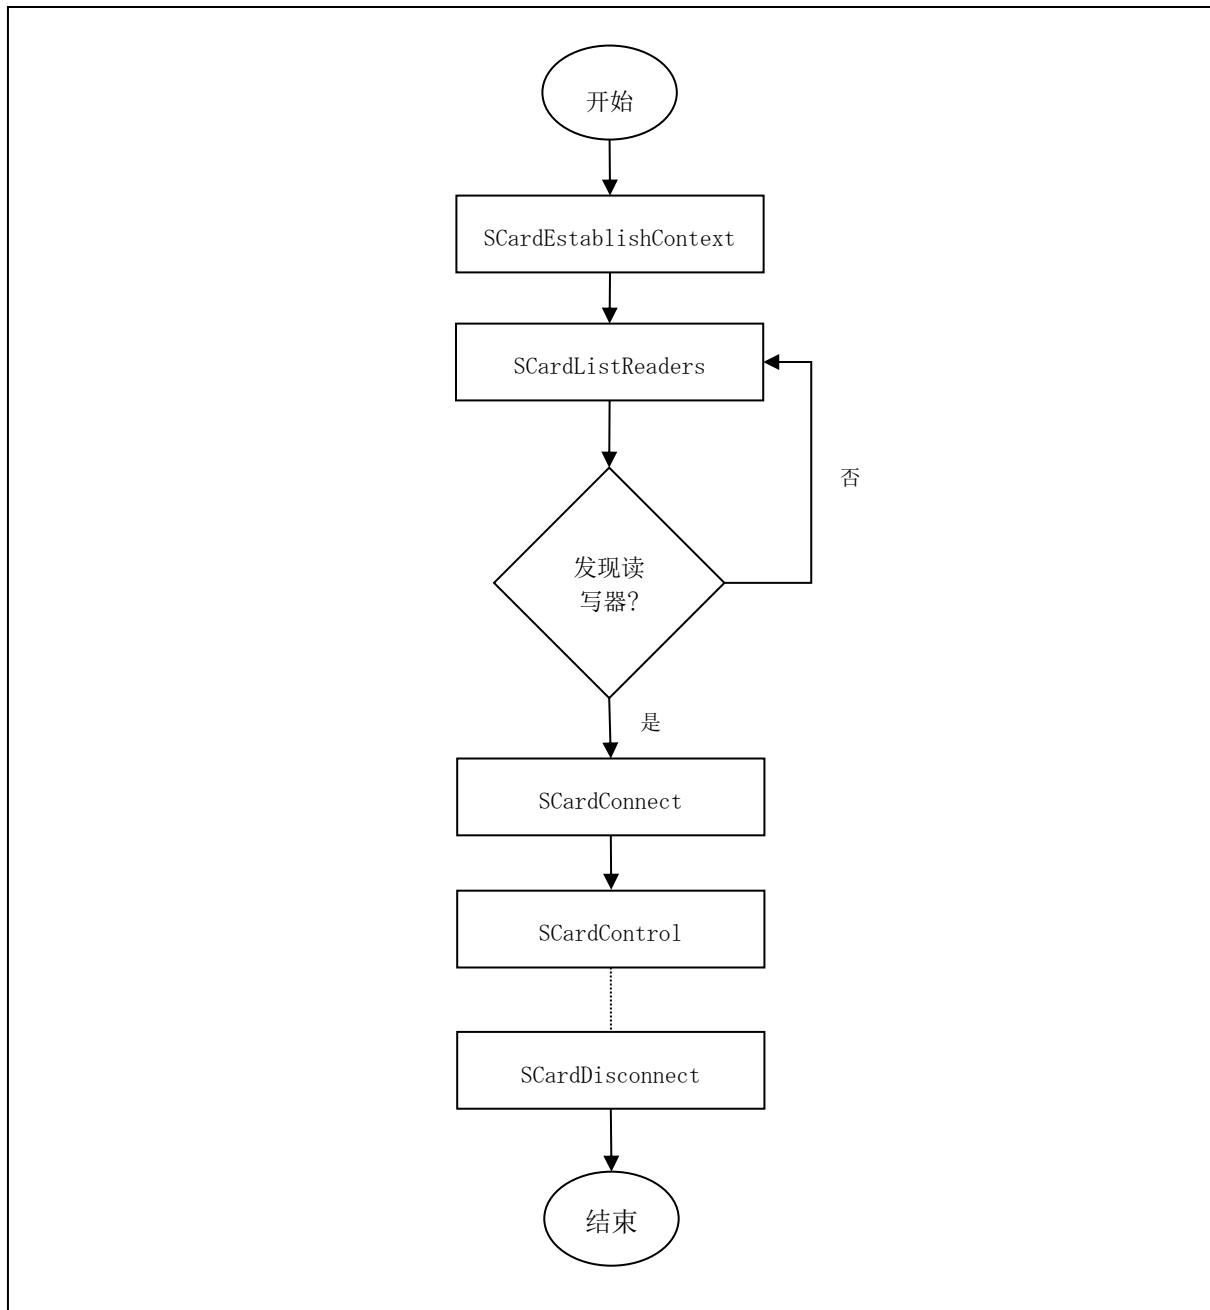 开始
SCardEstablishContext
SCardListReaders
否
发现读
写器?
是
SCardConnect
SCardControl
SCardDisconnect
结束